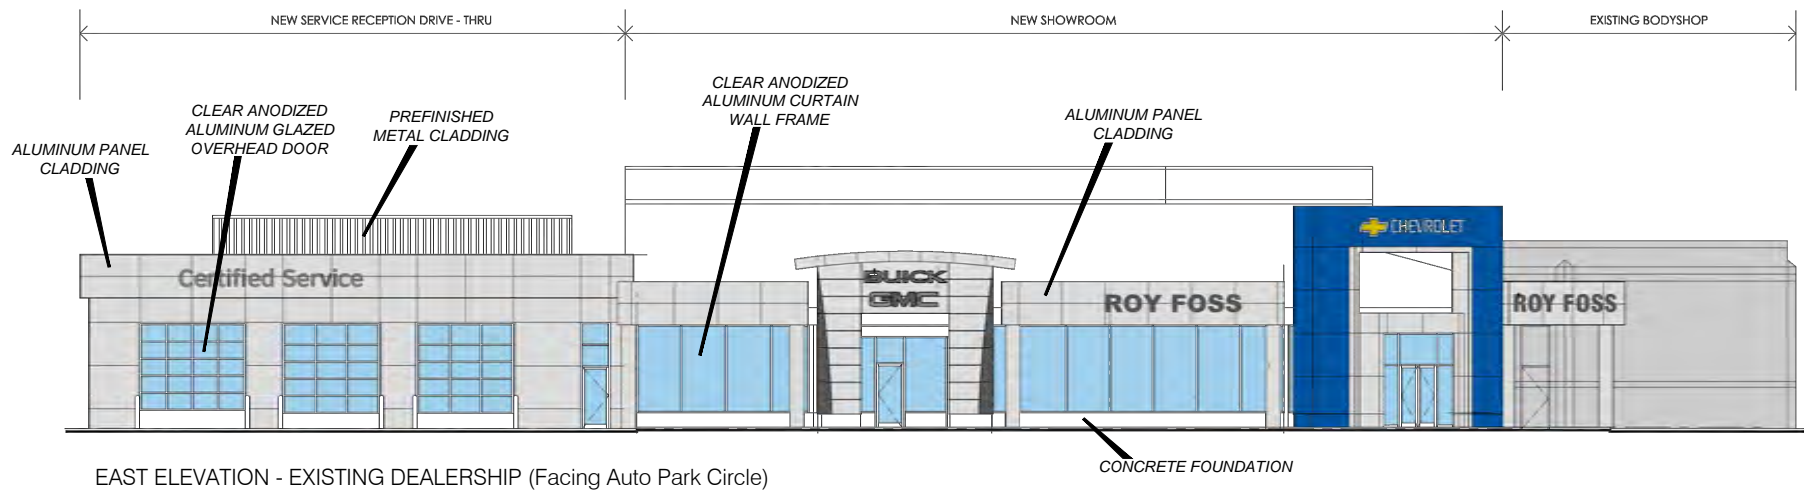 NEW SERVICE RECEPTION DRIVE - THRU
NEW SHOWROOM
EXISTING BODYSHOP
ALUMINUM PANEL
CLADDING
CLEAR ANODIZED
ALUMINUM GLAZED
OVERHEAD DOOR
PREFINISHED
METAL CLADDING
CLEAR ANODIZED
ALUMINUM CURTAIN
WALL FRAME
ALUMINUM PANEL
CLADDING
Certified Service
BUICK
GMC
ROY FOSS
CHEVROLET
ROY FOSS
CONCRETE FOUNDATION
EAST ELEVATION - EXISTING DEALERSHIP (Facing Auto Park Circle)